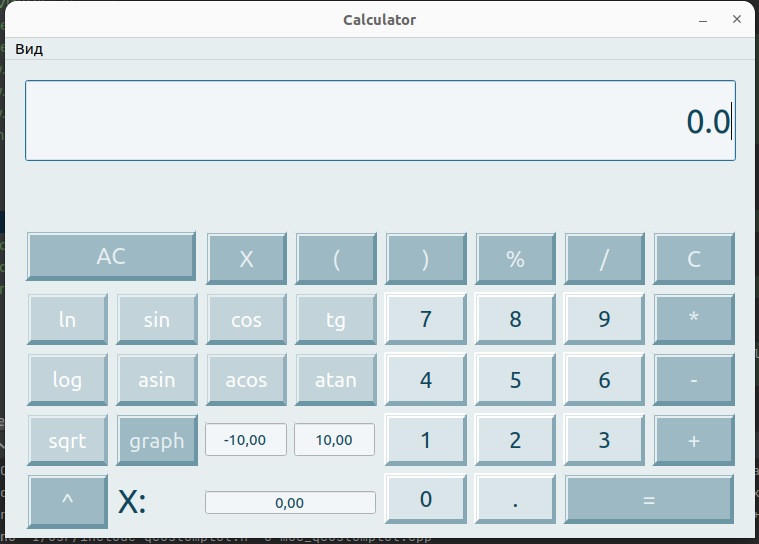 Calculator
Вид
0.0
AC X ( ) % / C
ln sin cos tg 7 8 9 *
log asin acos atan 4 5 6 -
sqrt graph -10,00 10,00 1 2 3 +
^ X: 0,00 0 . =